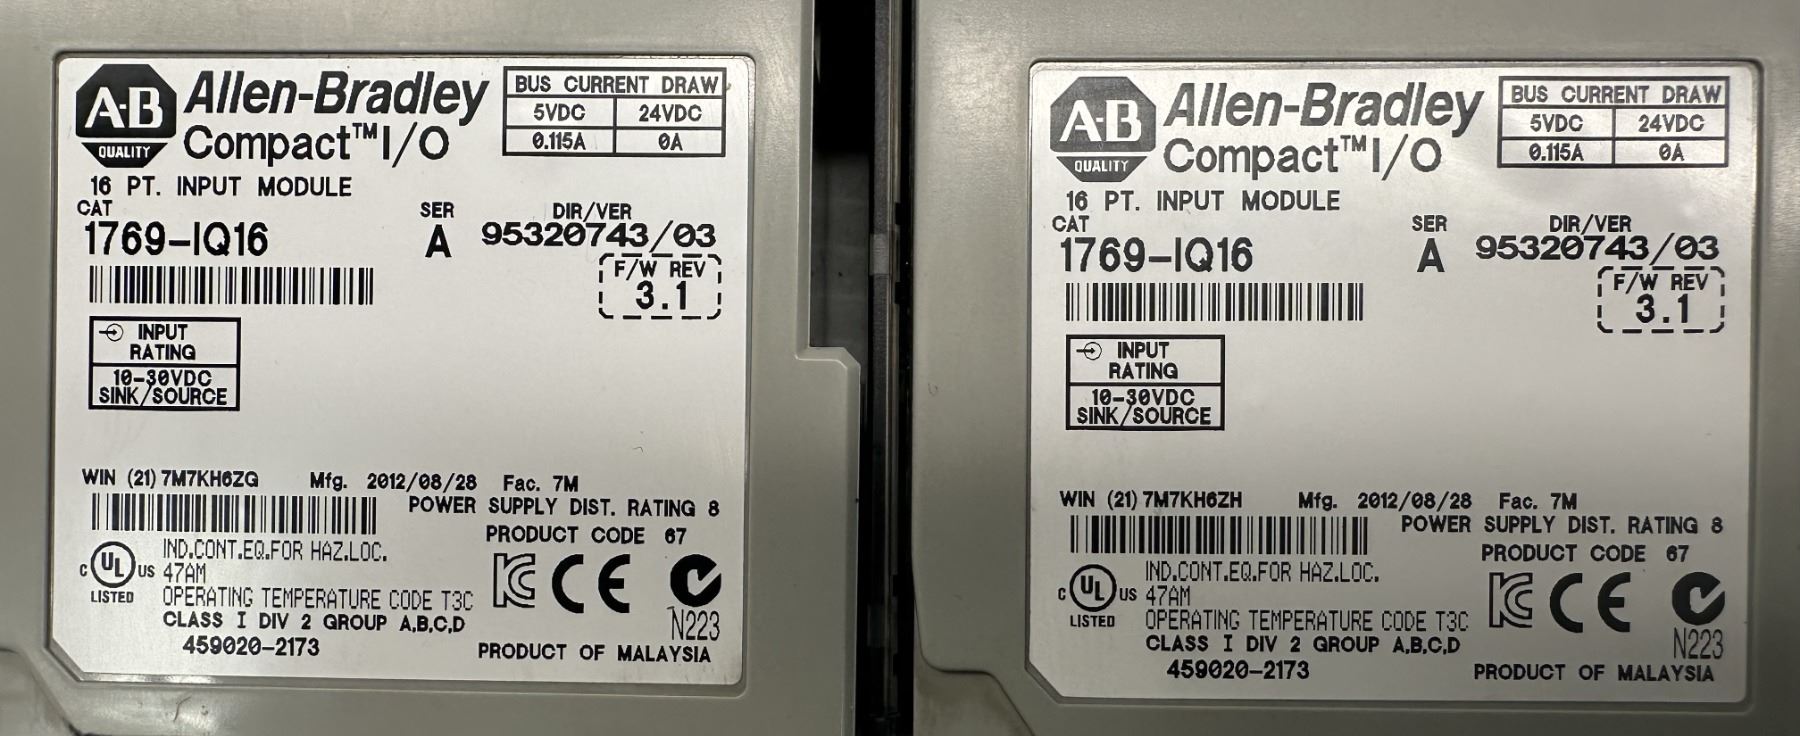 A-B
QUALITY
Allen-Bradley
Compact™I/O
BUS CURRENT DRAW
5VDC 24VDC
0.115A 0A
16 PT. INPUT MODULE
CAT
1769-IQ16
SER
A
DIR/VER
95320743/03
F/W REV
3.1
INPUT
RATING
10-30VDC
SINK/SOURCE
WIN (21) 7M7KH6ZG Mfg. 2012/08/28 Fac. 7M
POWER SUPPLY DIST. RATING 8
PRODUCT CODE 67
C UL US
LISTED
IND.CONT.EQ.FOR HAZ.LOC.
47AM
OPERATING TEMPERATURE CODE T3C
CLASS I DIV 2 GROUP A,B,C,D
459020-2173
KC CE
N223
PRODUCT OF MALAYSIA
A-B
QUALITY
Allen-Bradley
Compact™I/O
BUS CURRENT DRAW
5VDC 24VDC
0.115A 0A
16 PT. INPUT MODULE
CAT
1769-IQ16
SER
A
DIR/VER
95320743/03
F/W REV
3.1
INPUT
RATING
10-30VDC
SINK/SOURCE
WIN (21) 7M7KH6ZH Mfg. 2012/08/28 Fac. 7M
POWER SUPPLY DIST. RATING 8
PRODUCT CODE 67
C UL US
LISTED
IND.CONT.EQ.FOR HAZ.LOC.
47AM
OPERATING TEMPERATURE CODE T3C
CLASS I DIV 2 GROUP A,B,C,D
459020-2173
KC CE
N223
PRODUCT OF MALAYSIA